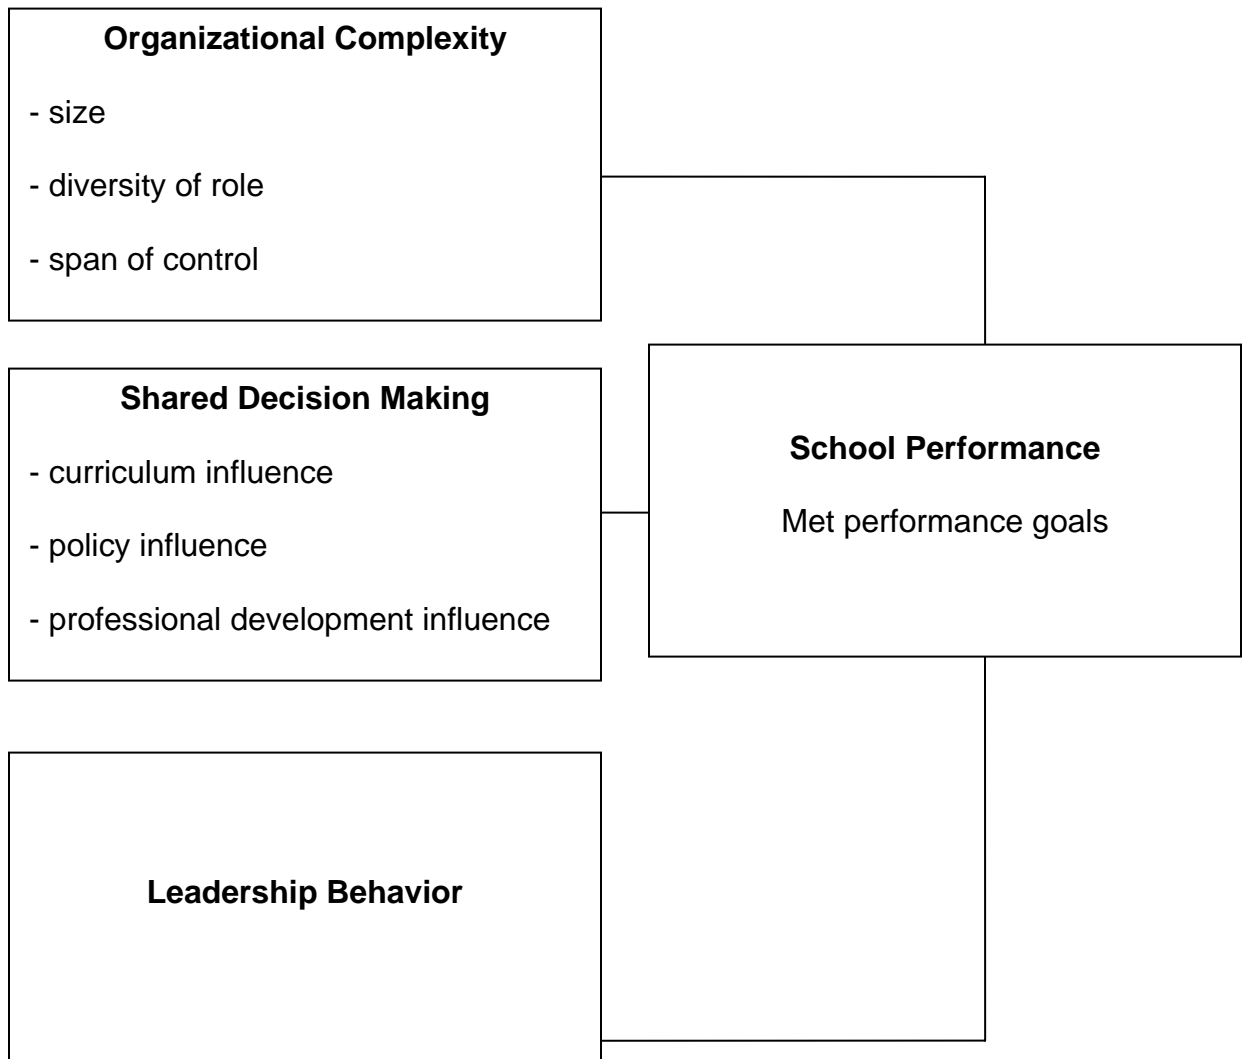 Organizational Complexity
- size
- diversity of role
- span of control
Shared Decision Making
- curriculum influence
- policy influence
- professional development influence
School Performance
Met performance goals
Leadership Behavior